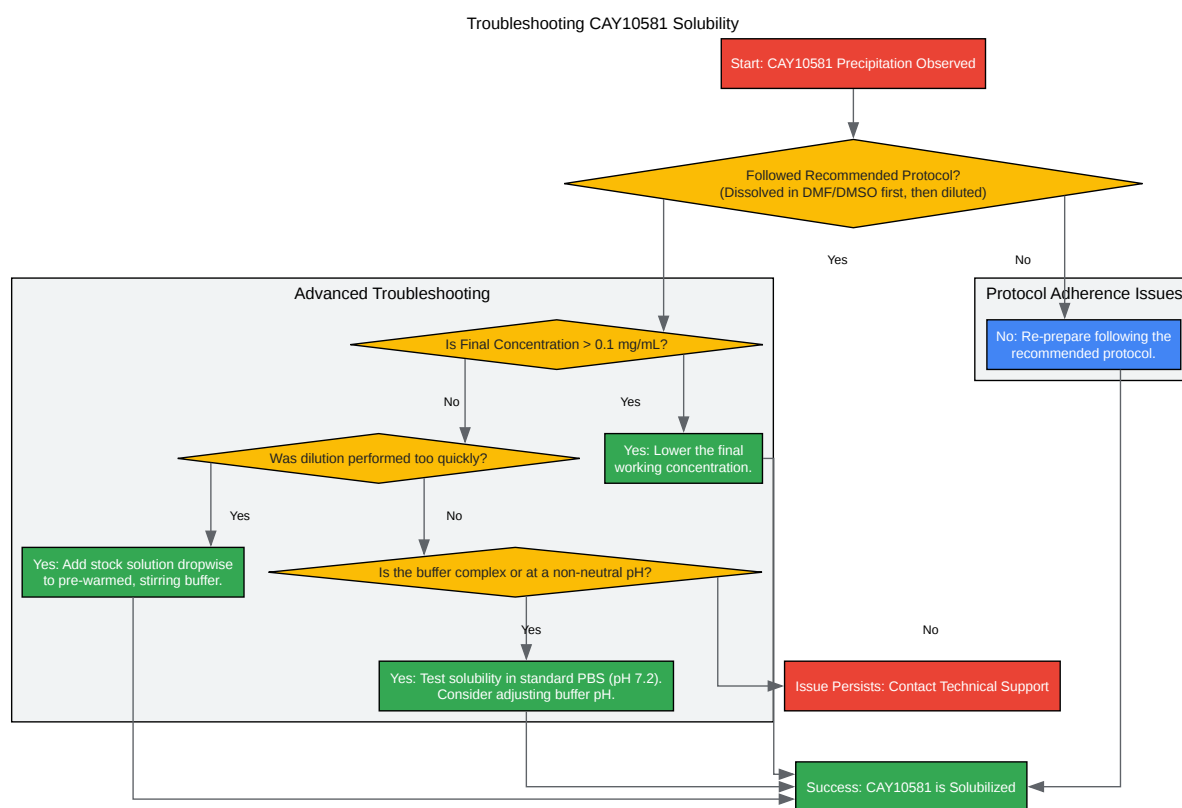 Troubleshooting CAY10581 Solubility
Start: CAY10581 Precipitation Observed
Followed Recommended Protocol?
(Dissolved in DMF/DMSO first, then diluted)
Yes
No
Advanced Troubleshooting
Protocol Adherence Issues
Is Final Concentration > 0.1 mg/mL?
No: Re-prepare following the
recommended protocol.
No
Yes
Was dilution performed too quickly?
Yes: Lower the final
working concentration.
Yes
No
Yes: Add stock solution dropwise
to pre-warmed, stirring buffer.
Is the buffer complex or at a non-neutral pH?
Yes
No
Yes: Test solubility in standard PBS (pH 7.2).
Consider adjusting buffer pH.
Issue Persists: Contact Technical Support
Success: CAY10581 is Solubilized